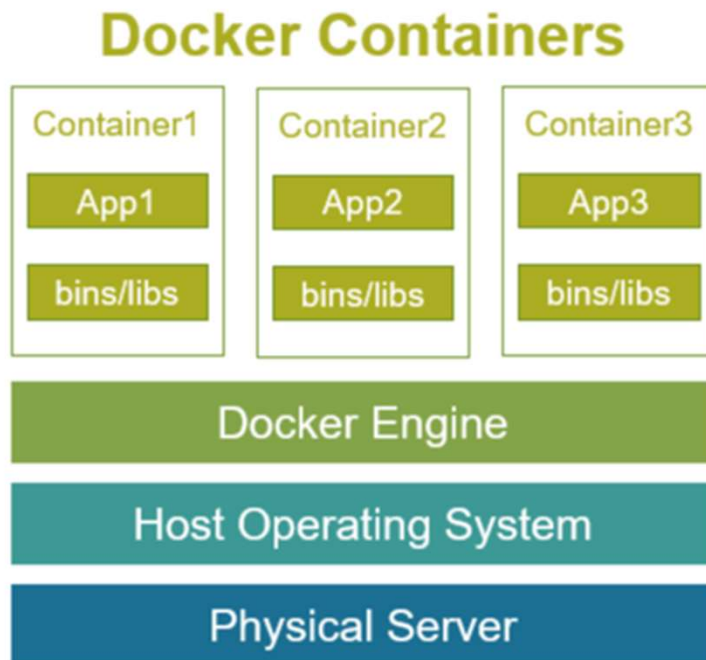 Docker Containers
Container1
App1
bins/libs
Container2
App2
bins/libs
Container3
App3
bins/libs
Docker Engine
Host Operating System
Physical Server